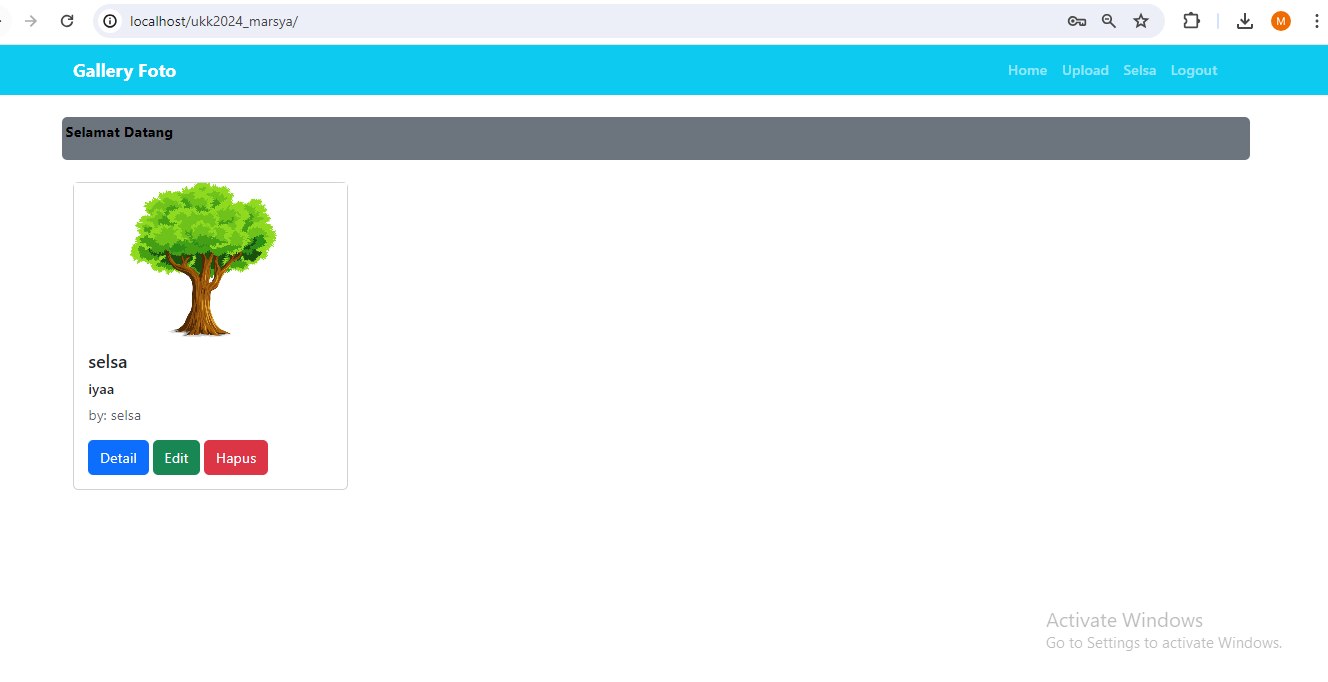 localhost/ukk2024_marsya/
M
Gallery Foto
Home Upload Selsa Logout
Selamat Datang
selsa
iyaa
by: selsa
Detail Edit Hapus
Activate Windows
Go to Settings to activate Windows.